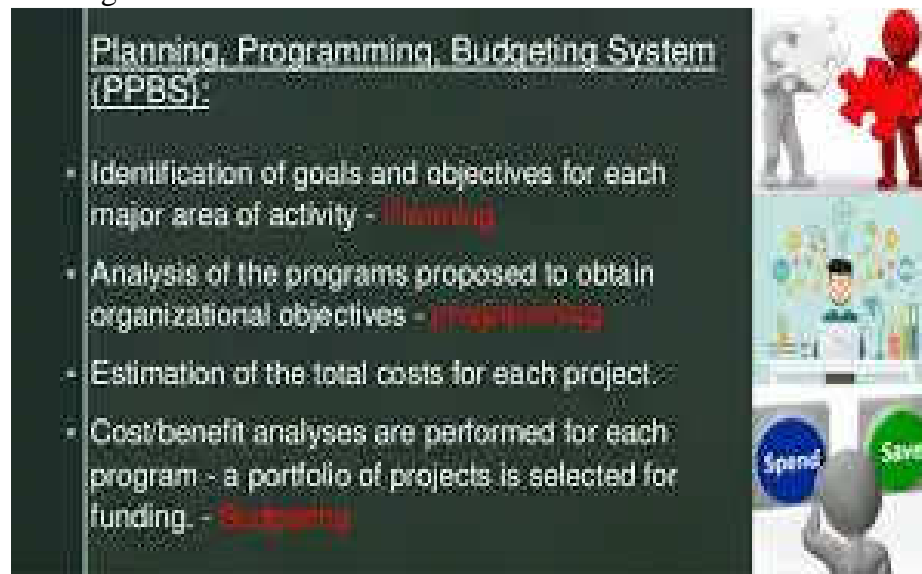 Planning, Programming, Budgeting System
(PPBS):
• Identification of goals and objectives for each
major area of activity - Planning
• Analysis of the programs proposed to obtain
organizational objectives -
• Estimation of the total costs for each project.
• Cost/benefit analyses are performed for each
program - a portfolio of projects is selected for
funding. - Budgeting
Spend
Save